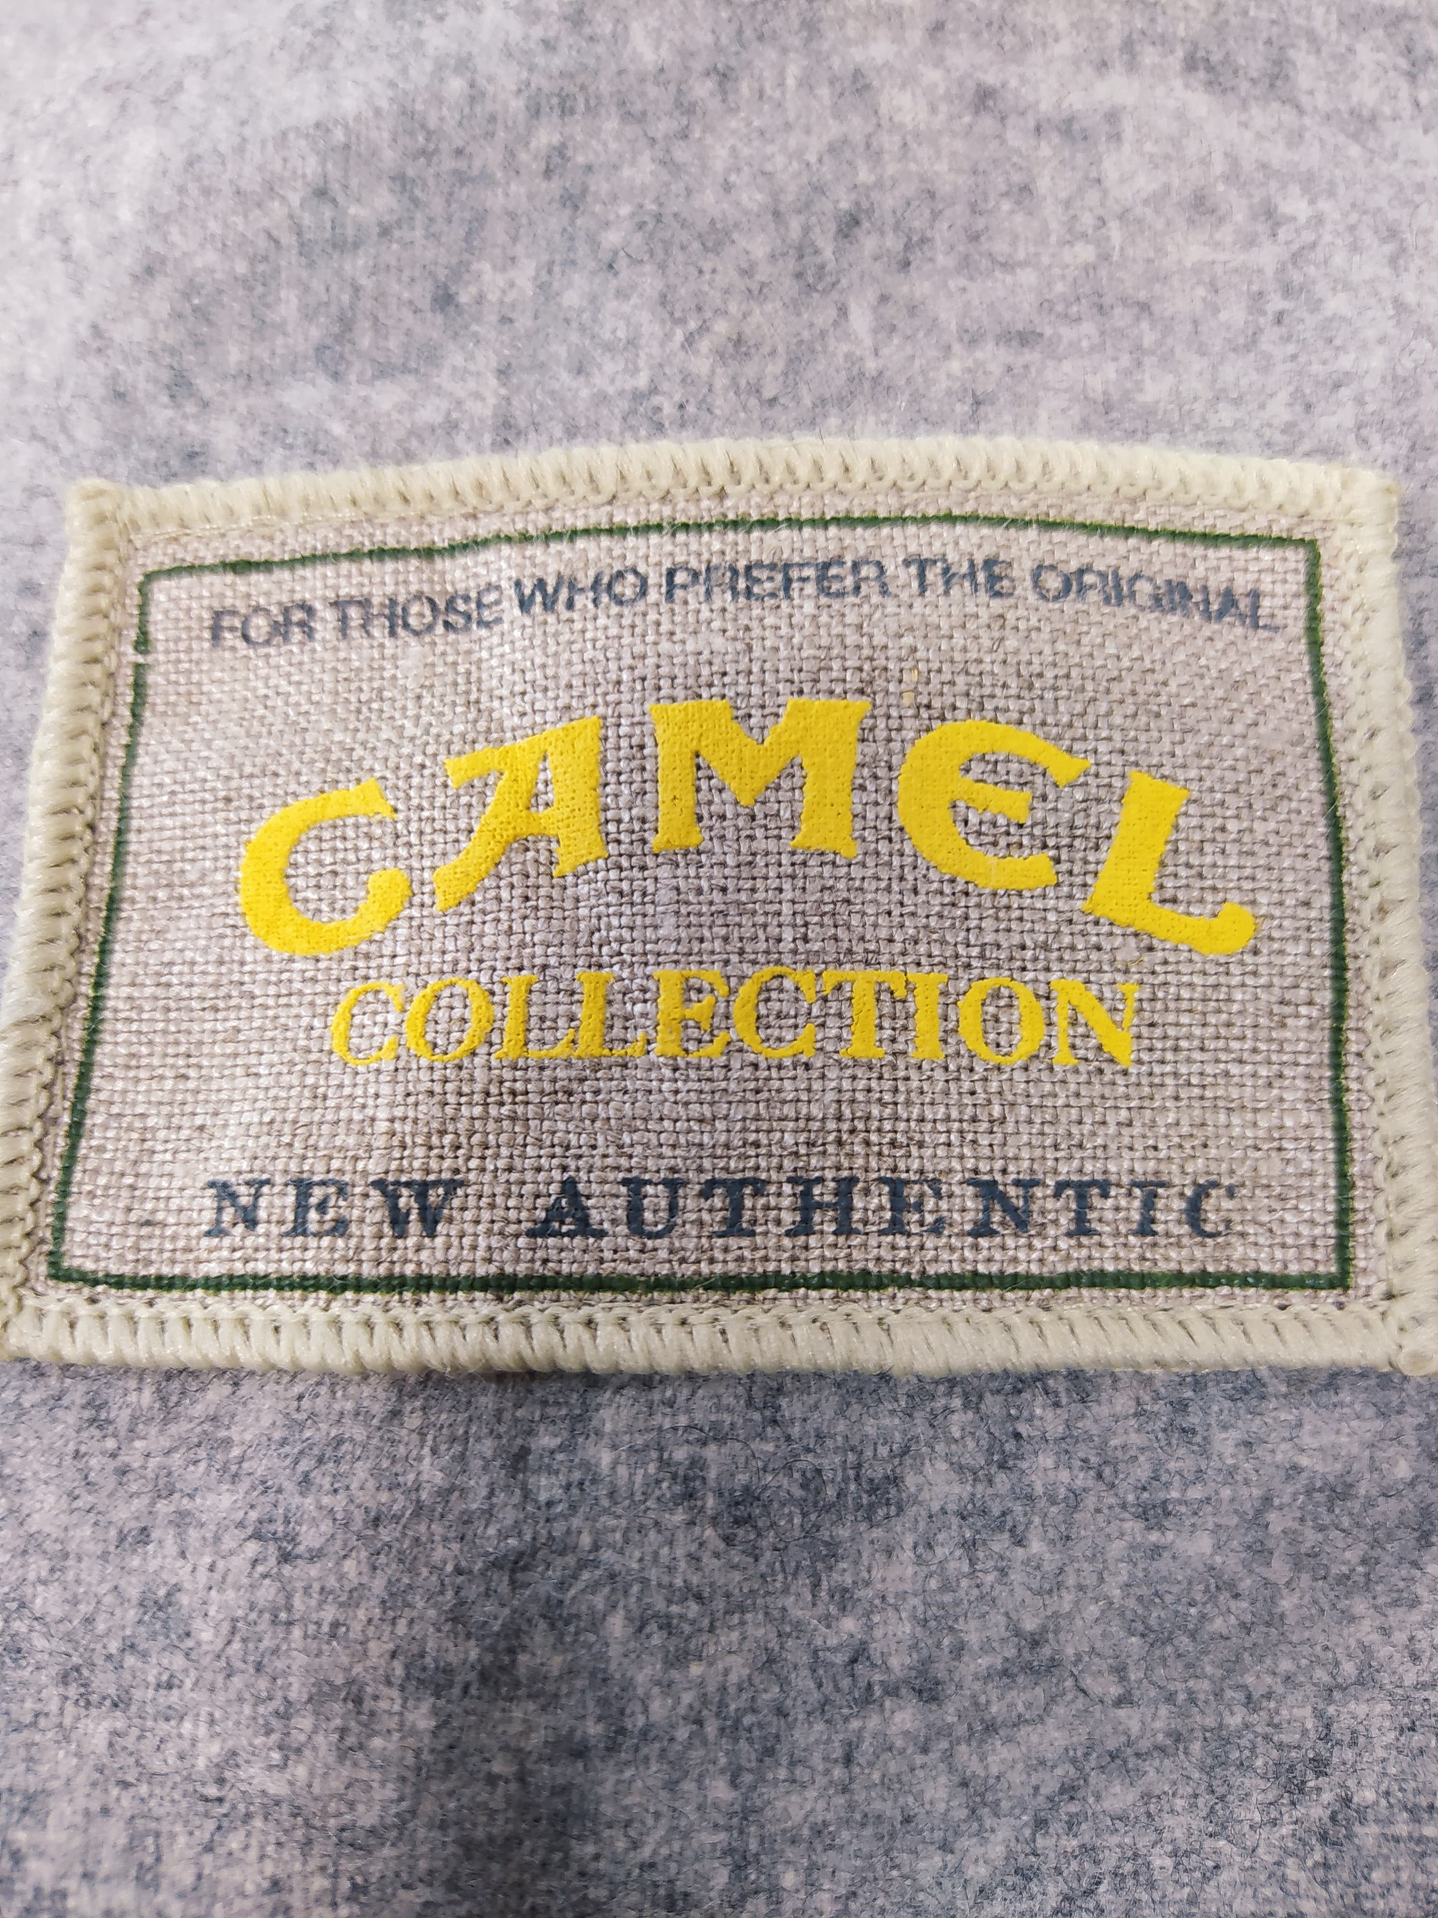 FOR THOSE WHO PREFER THE ORIGINAL
CAMEL
COLLECTION
NEW AUTHENTIC